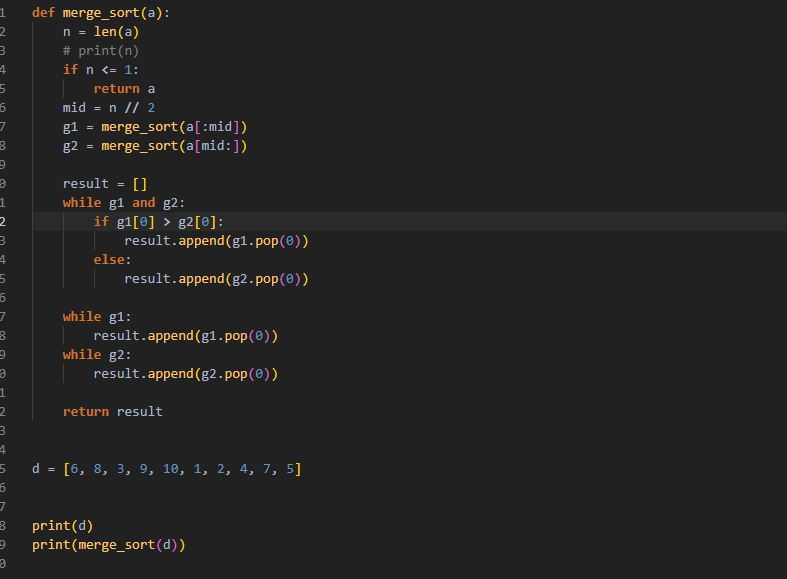 1 def merge_sort(a):
2 n = len(a)
3 # print(n)
4 if n <= 1:
5 return a
6 mid = n // 2
7 g1 = merge_sort(a[:mid])
8 g2 = merge_sort(a[mid:])
9
0 result = []
1 while g1 and g2:
2 if g1[0] > g2[0]:
3 result.append(g1.pop(0))
4 else:
5 result.append(g2.pop(0))
6
7 while g1:
8 result.append(g1.pop(0))
9 while g2:
0 result.append(g2.pop(0))
1
2 return result
3
4
5 d = [6, 8, 3, 9, 10, 1, 2, 4, 7, 5]
6
7
8 print(d)
9 print(merge_sort(d))
0